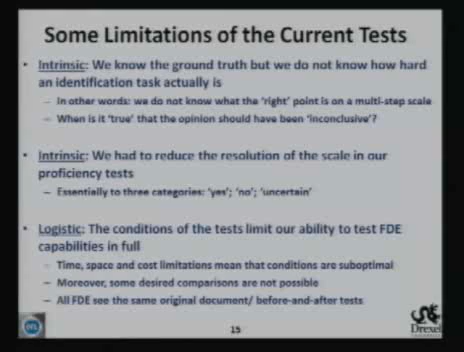 Some Limitations of the Current Tests
• Intrinsic: We know the ground truth but we do not know how hard
an identification task actually is
– In other words: we do not know what the 'right' point is on a multi-step scale
– When is it 'true' that the opinion should have been 'inconclusive'?
• Intrinsic: We had to reduce the resolution of the scale in our
proficiency tests
– Essentially to three categories: 'yes'; 'no'; 'uncertain'
• Logistic: The conditions of the tests limit our ability to test FDE
capabilities in full
– Time, space and cost limitations mean that conditions are suboptimal
– Moreover, some desired comparisons are not possible
– All FDE see the same original document/ before-and-after tests
15
Drexel